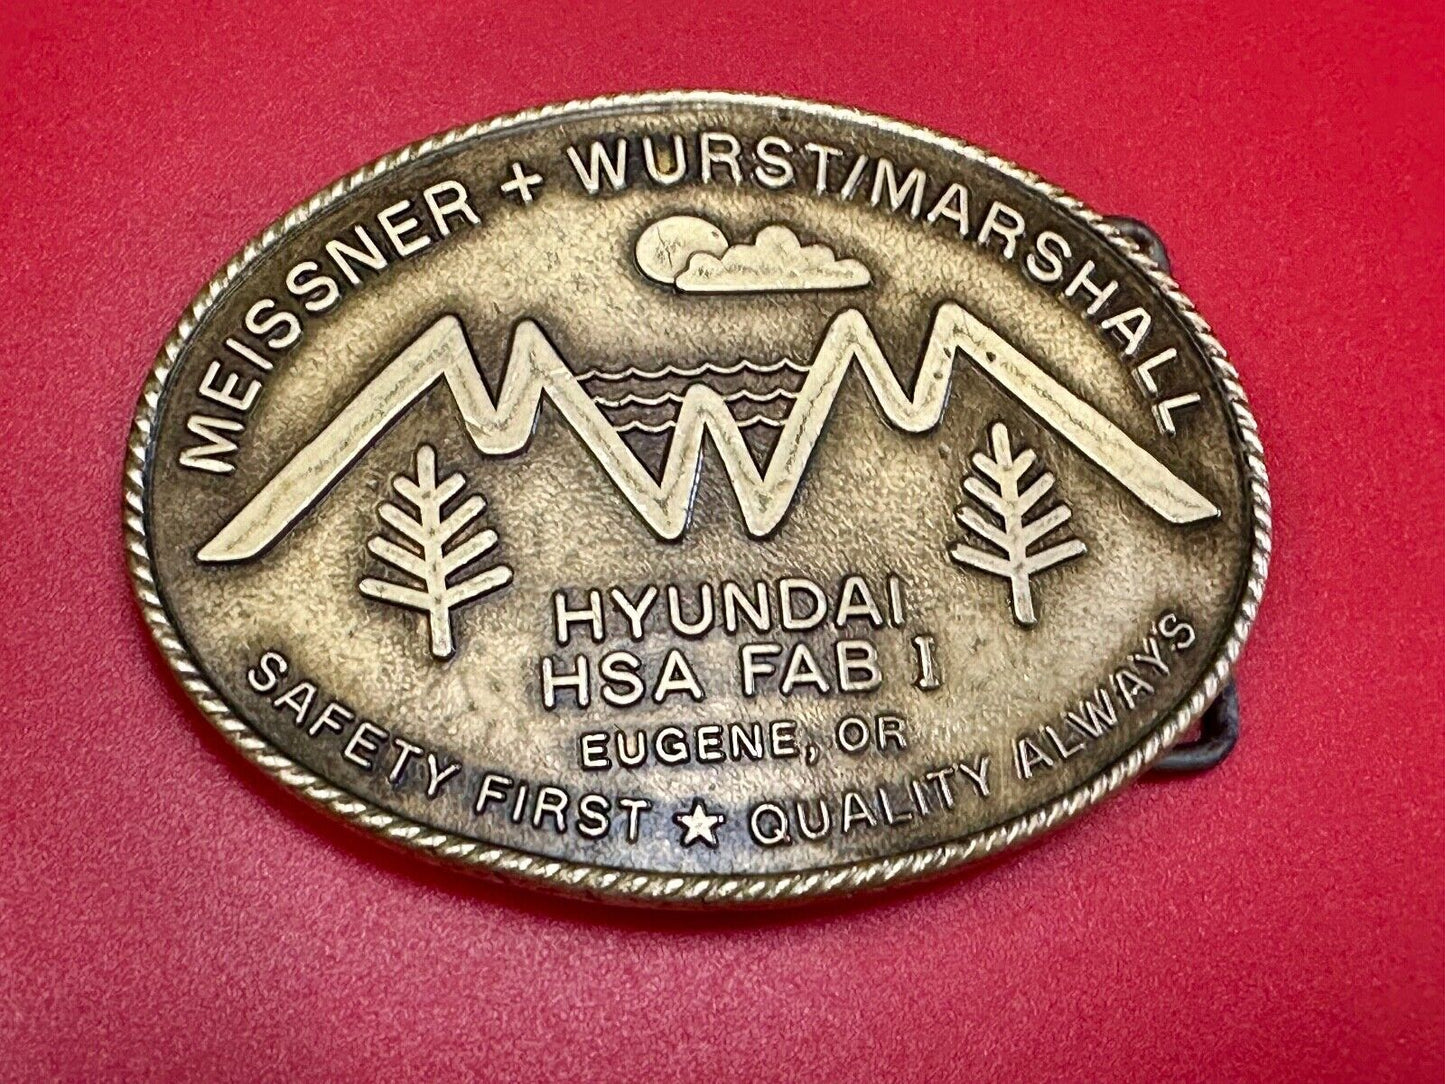 MEISSNER + WURST/MARSHALL
HYUNDAI
HSA FAB I
EUGENE, OR
SAFETY FIRST ★ QUALITY ALWAYS